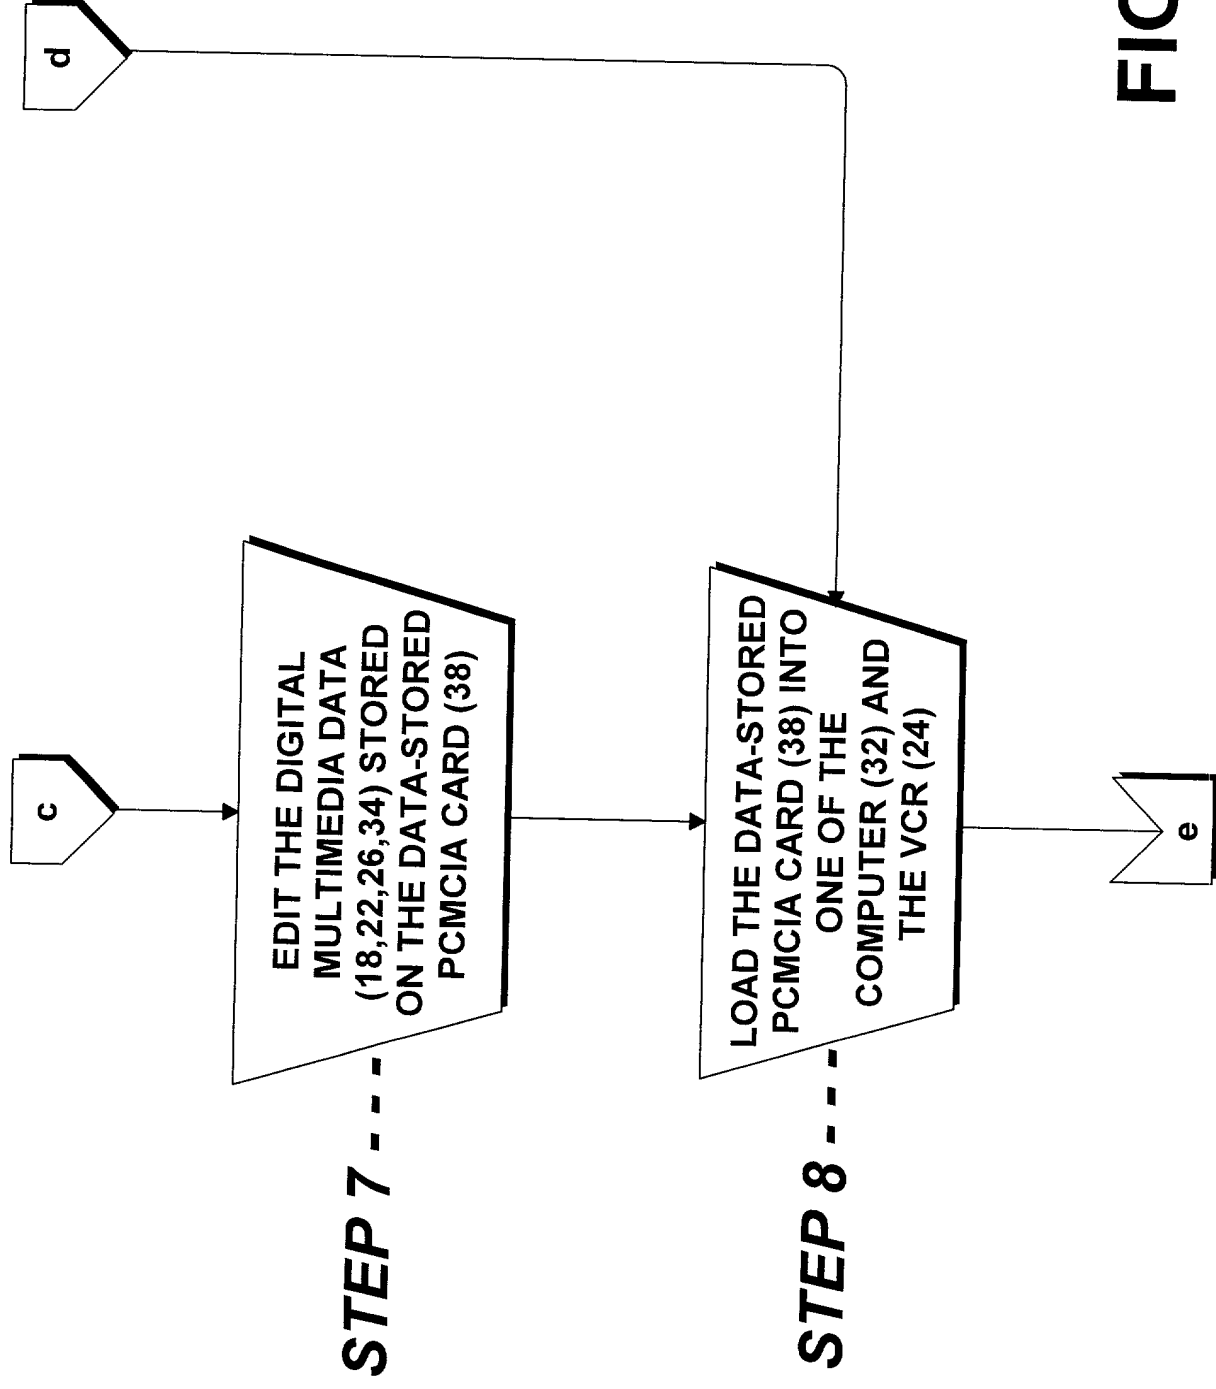 c
d
STEP 7 - - -
EDIT THE DIGITAL
MULTIMEDIA DATA
(18,22,26,34) STORED
ON THE DATA-STORED
PCMCIA CARD (38)
STEP 8 - - -
LOAD THE DATA-STORED
PCMCIA CARD (38) INTO
ONE OF THE
COMPUTER (32) AND
THE VCR (24)
e